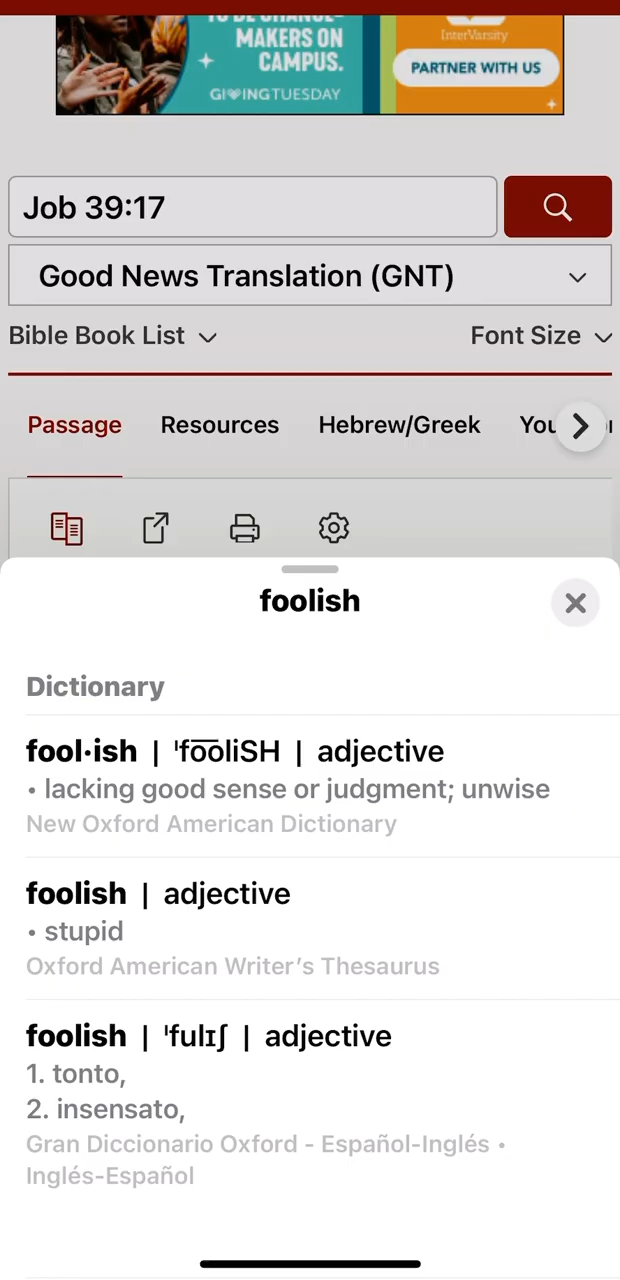 MAKERS ON
CAMPUS.
GIVINGTUESDAY
InterVarsity
PARTNER WITH US
Job 39:17
Good News Translation (GNT)
Bible Book List
Font Size
Passage
Resources
Hebrew/Greek
You
foolish
Dictionary
fool·ish | ˈfo͞oliSH | adjective
• lacking good sense or judgment; unwise
New Oxford American Dictionary
foolish | adjective
• stupid
Oxford American Writer’s Thesaurus
foolish | ˈfulɪʃ | adjective
1. tonto,
2. insensato,
Gran Diccionario Oxford - Español-Inglés •
Inglés-Español